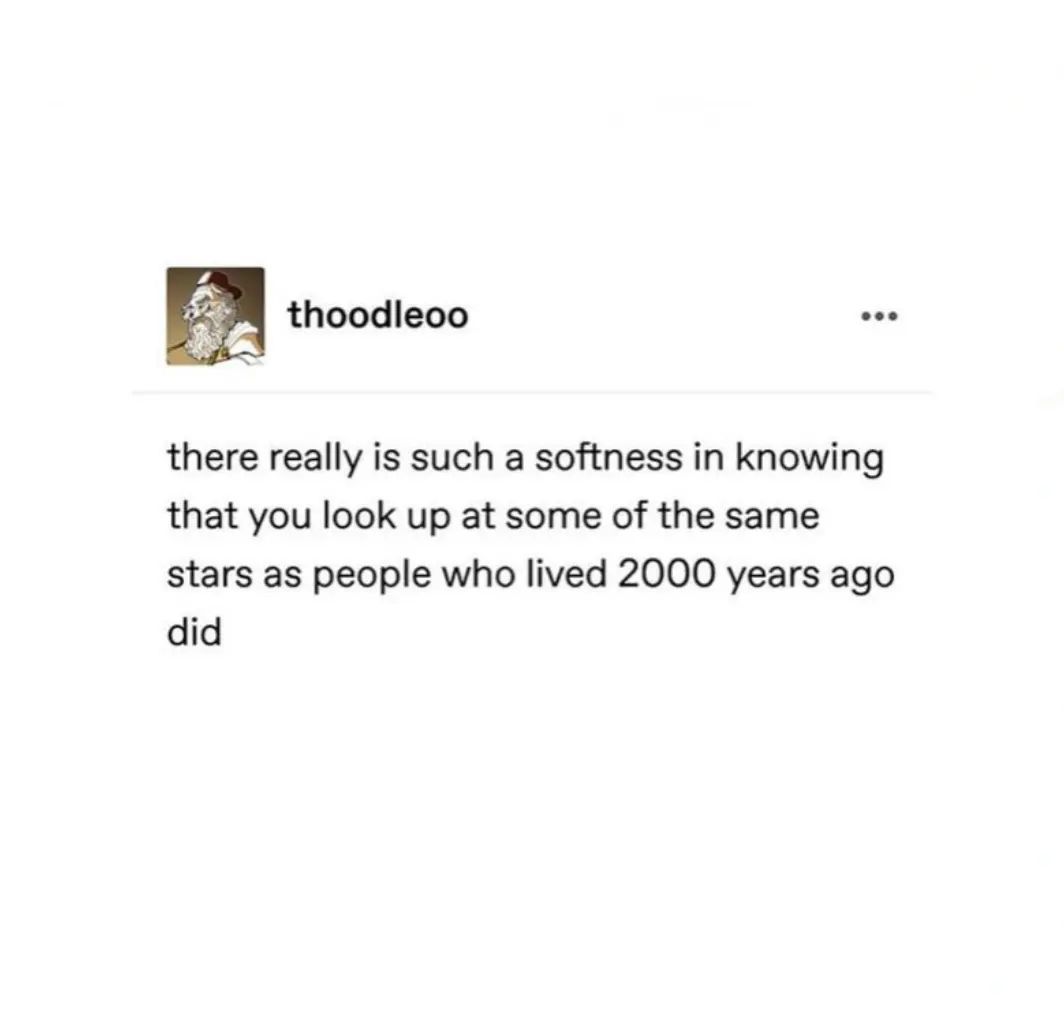 thoodleoo
there really is such a softness in knowing
that you look up at some of the same
stars as people who lived 2000 years ago
did